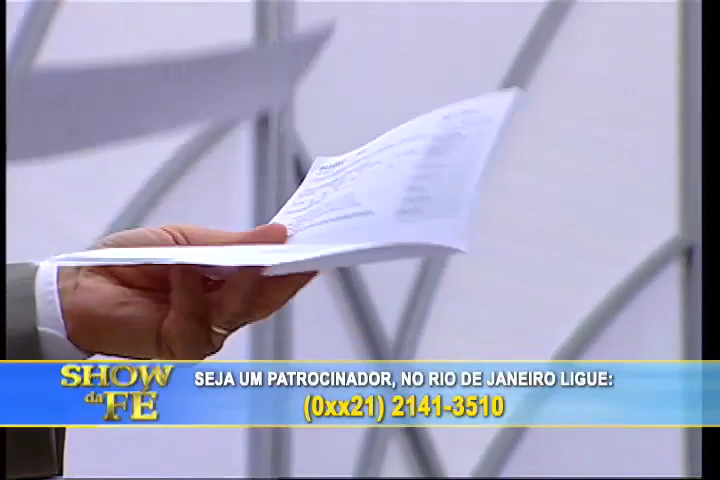 SHOW
da FÉ
SEJA UM PATROCINADOR, NO RIO DE JANEIRO LIGUE:
(0xx21) 2141-3510